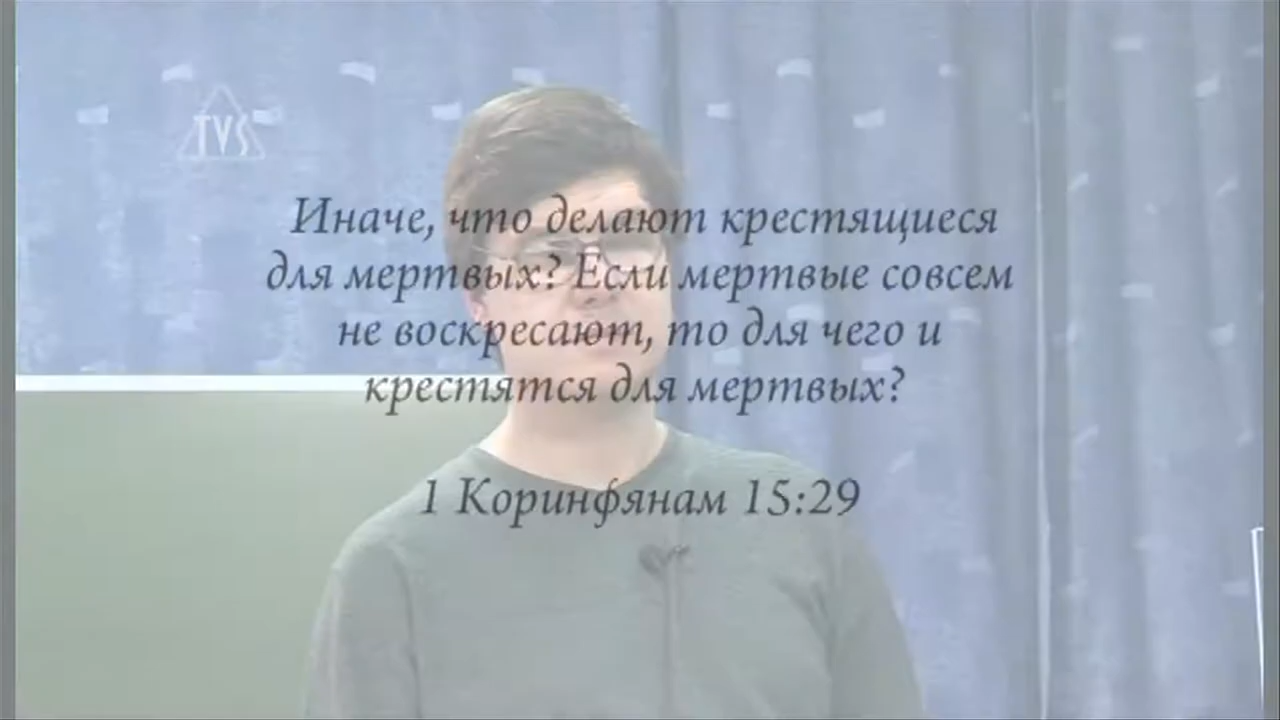 TVS
Иначе, что делают крестящиеся
для мертвых? Если мертвые совсем
не воскресают, то для чего и
крестятся для мертвых?
1 Коринфянам 15:29